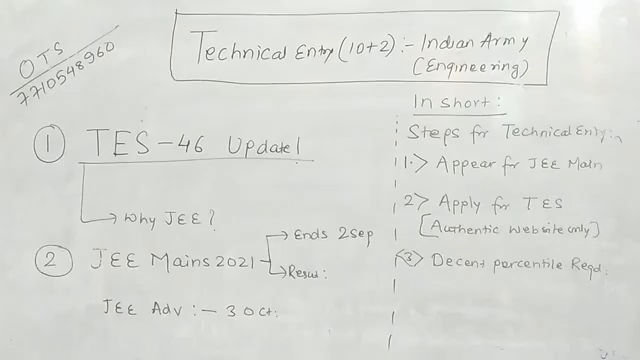 OTS
7710548960
Technical Entry (10+2) :- Indian Army
(Engineering)
1 TES-46 Update!
Why JEE?
2 JEE Mains 2021
Ends 2 Sep
JEE Adv :- 3 Oct:
In short:
Steps for Technical Entry:
1.> Appear for JEE Main
2> Apply for TES
[Authentic website only]
3> Decent percentile Reqd.